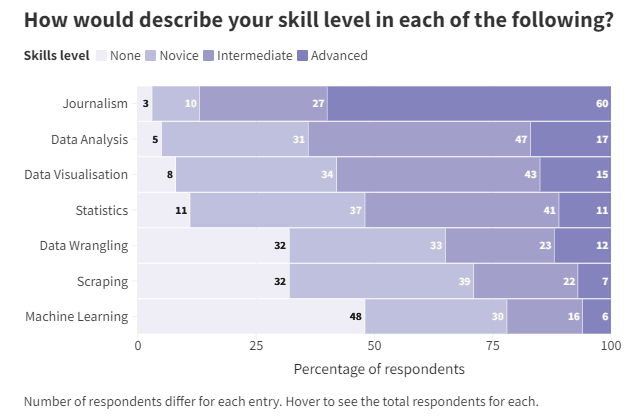 How would describe your skill level in each of the following?
Skills level None Novice Intermediate Advanced
Journalism 3 10 27 60
Data Analysis 5 31 47 17
Data Visualisation 8 34 43 15
Statistics 11 37 41 11
Data Wrangling 32 33 23 12
Scraping 32 39 22 7
Machine Learning 48 30 16 6
0 25 50 75 100
Percentage of respondents
Number of respondents differ for each entry. Hover to see the total respondents for each.